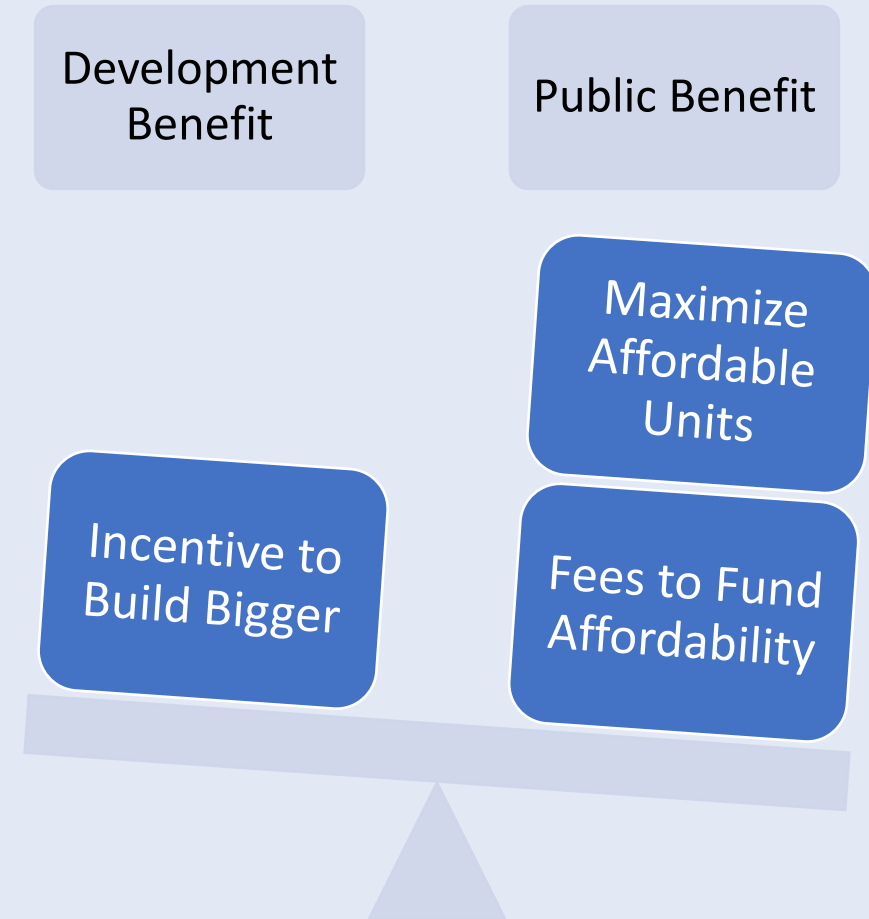 Development
Benefit
Public Benefit
Maximize
Affordable
Units
Incentive to
Build Bigger
Fees to Fund
Affordability